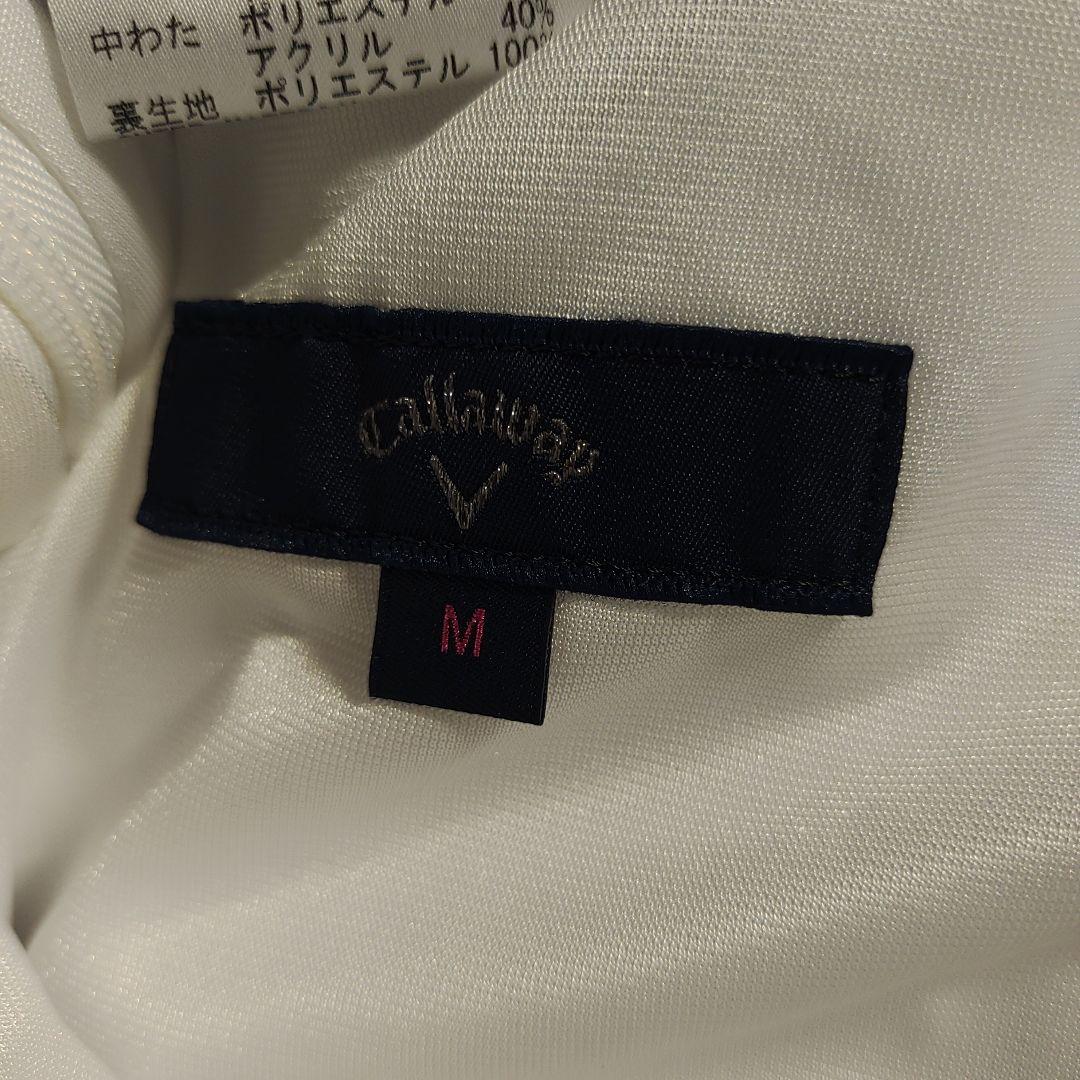 中わた ポリエステル
アクリル 40%
裏生地 ポリエステル 100%
Callaway
M